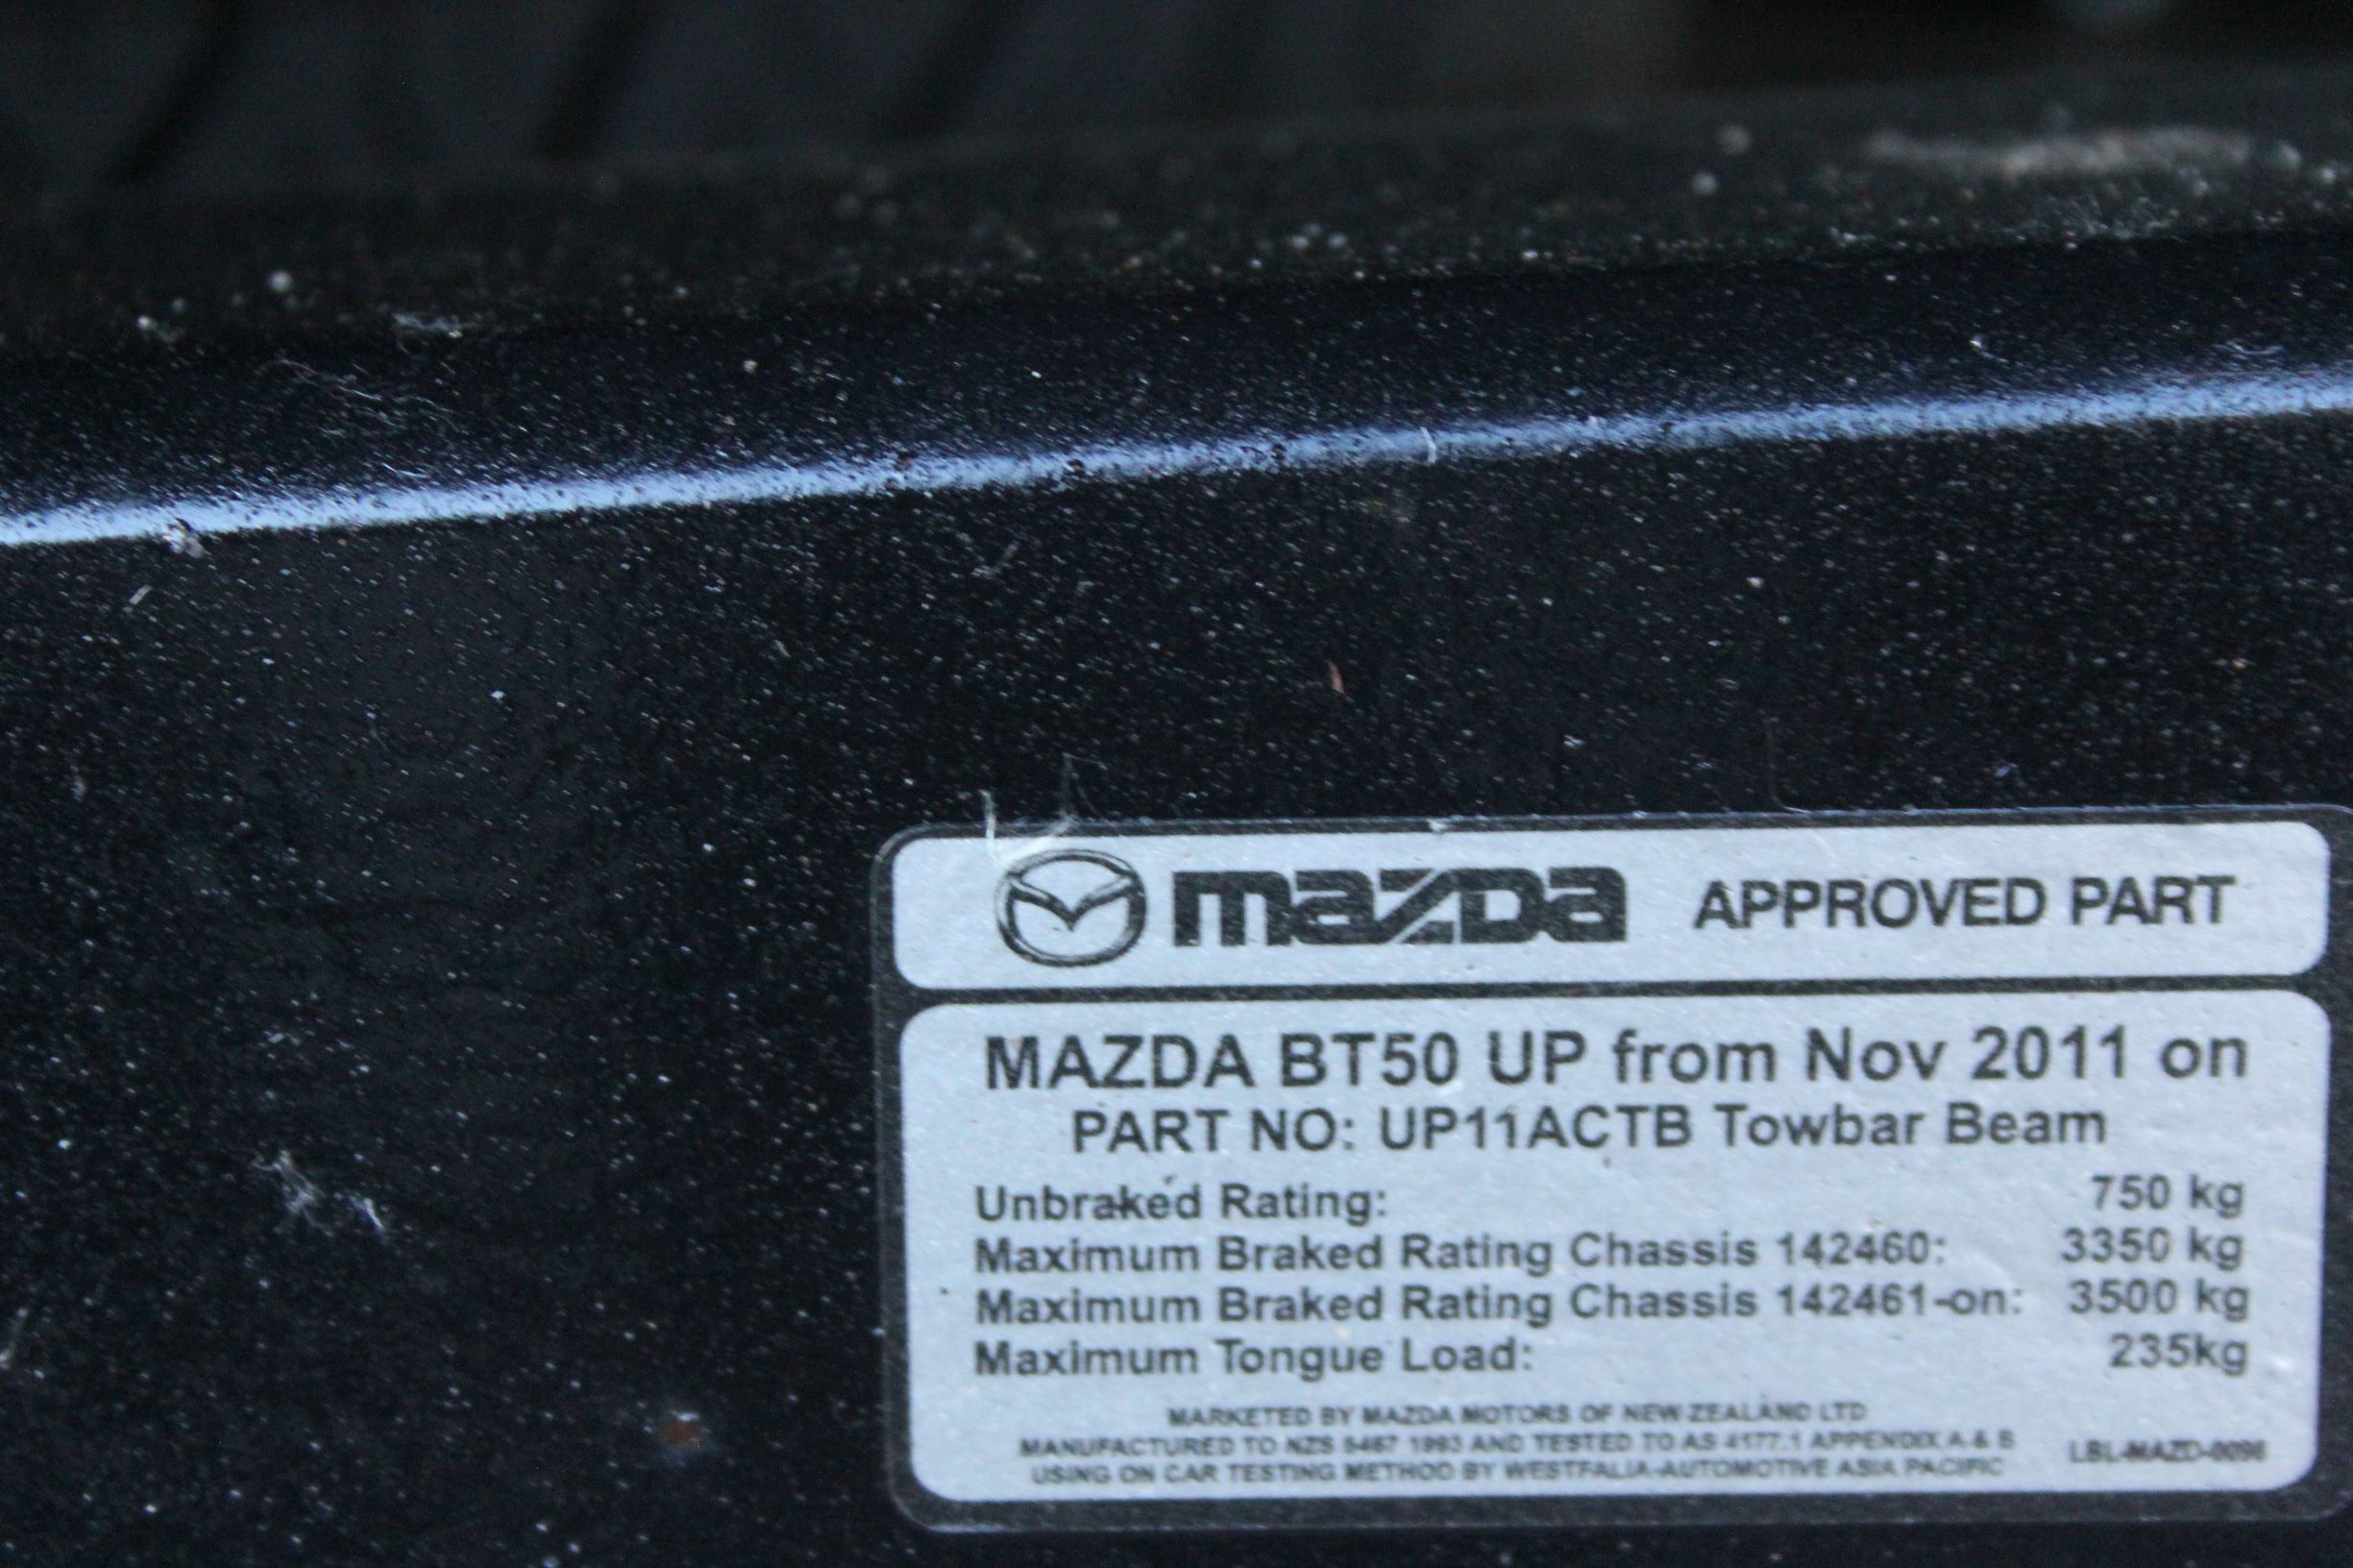 mazda APPROVED PART
MAZDA BT50 UP from Nov 2011 on
PART NO: UP11ACTB Towbar Beam
Unbraked Rating: 750 kg
Maximum Braked Rating Chassis 142460: 3350 kg
Maximum Braked Rating Chassis 142461-on: 3500 kg
Maximum Tongue Load: 235kg
MARKETED BY MAZDA MOTORS OF NEW ZEALAND LTD
MANUFACTURED TO NZS 5467 1993 AND TESTED TO AS 4177.1 APPENDIX A & B
USING ON CAR TESTING METHOD BY WESTFALIA-AUTOMOTIVE ASIA PACIFIC
LBL-MAZD-0096